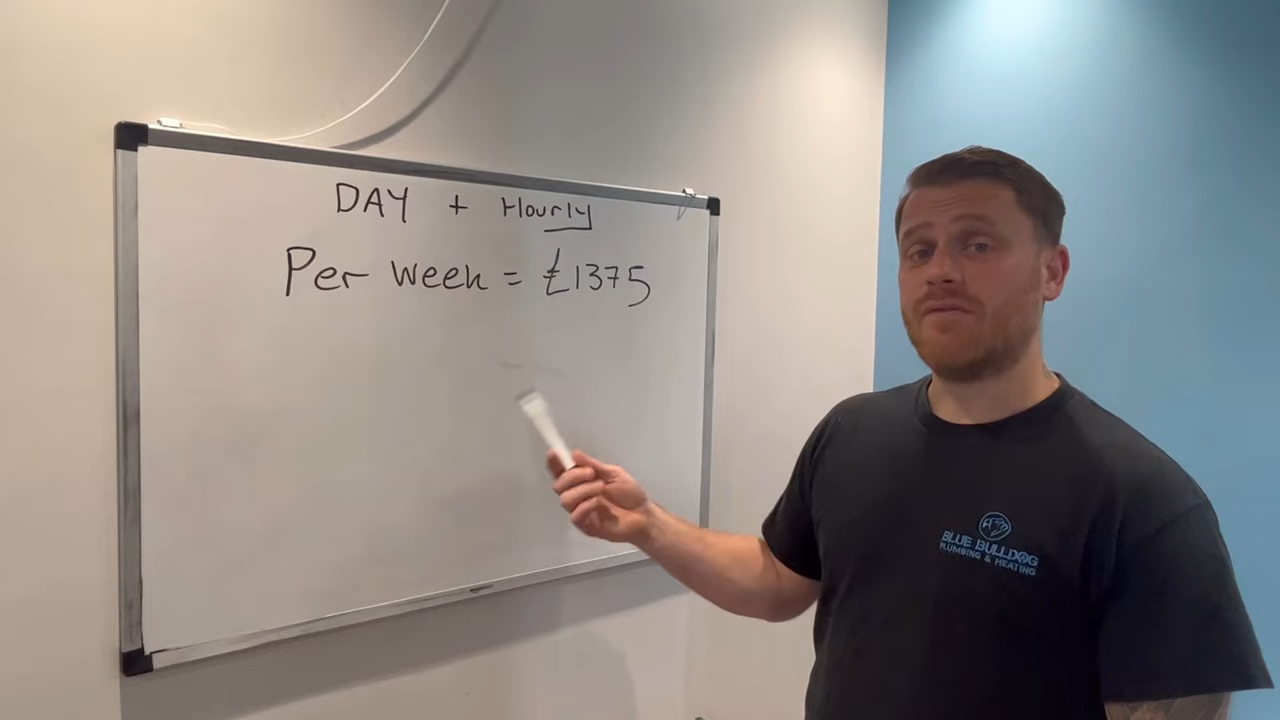 DAY + Hourly
Per week = £1375
BLUE BULLDOG
PLUMBING & HEATING